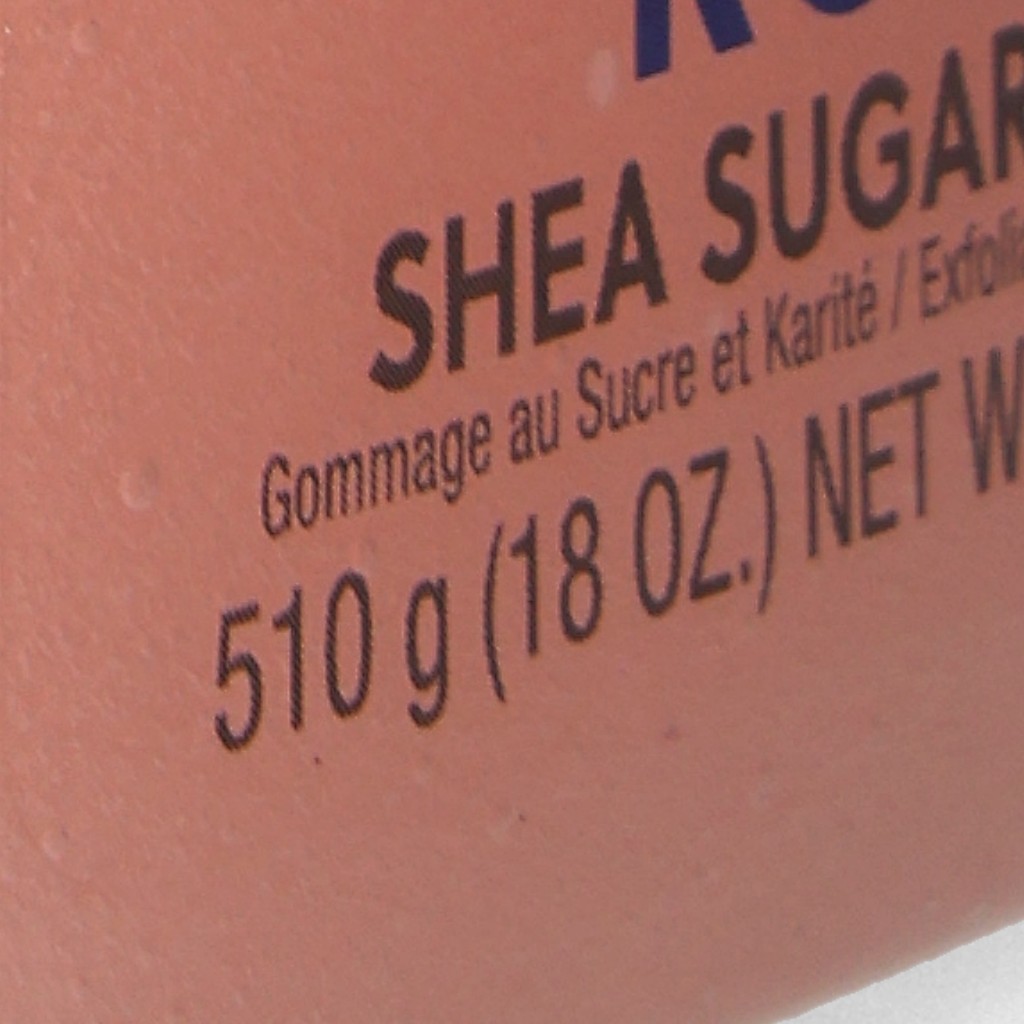 SHEA SUGAR
Gommage au Sucre et Karité /
510 g (18 OZ.) NET